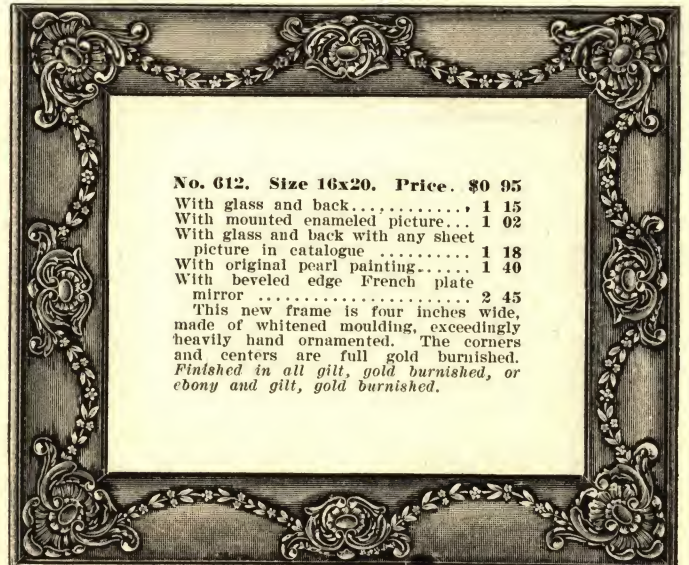 No. 612. Size 16x20. Price. $0 95
With glass and back............. 1 15
With mounted enameled picture... 1 02
With glass and back with any sheet
picture in catalogue .......... 1 18
With original pearl painting...... 1 40
With beveled edge French plate
mirror ...................... 2 45
This new frame is four inches wide,
made of whitened moulding, exceedingly
heavily hand ornamented. The corners
and centers are full gold burnished.
Finished in all gilt, gold burnished, or
ebony and gilt, gold burnished.